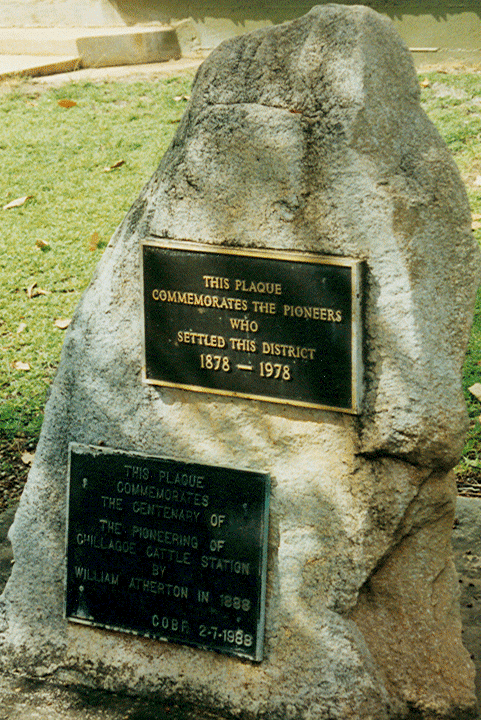 THIS PLAQUE
COMMEMORATES THE PIONEERS
WHO
SETTLED THIS DISTRICT
1878 — 1978
THIS PLAQUE
COMMEMORATES
THE CENTENARY OF
THE PIONEERING OF
CHILLAGOE CATTLE STATION
BY
WILLIAM ATHERTON IN 1888
2-7-1988